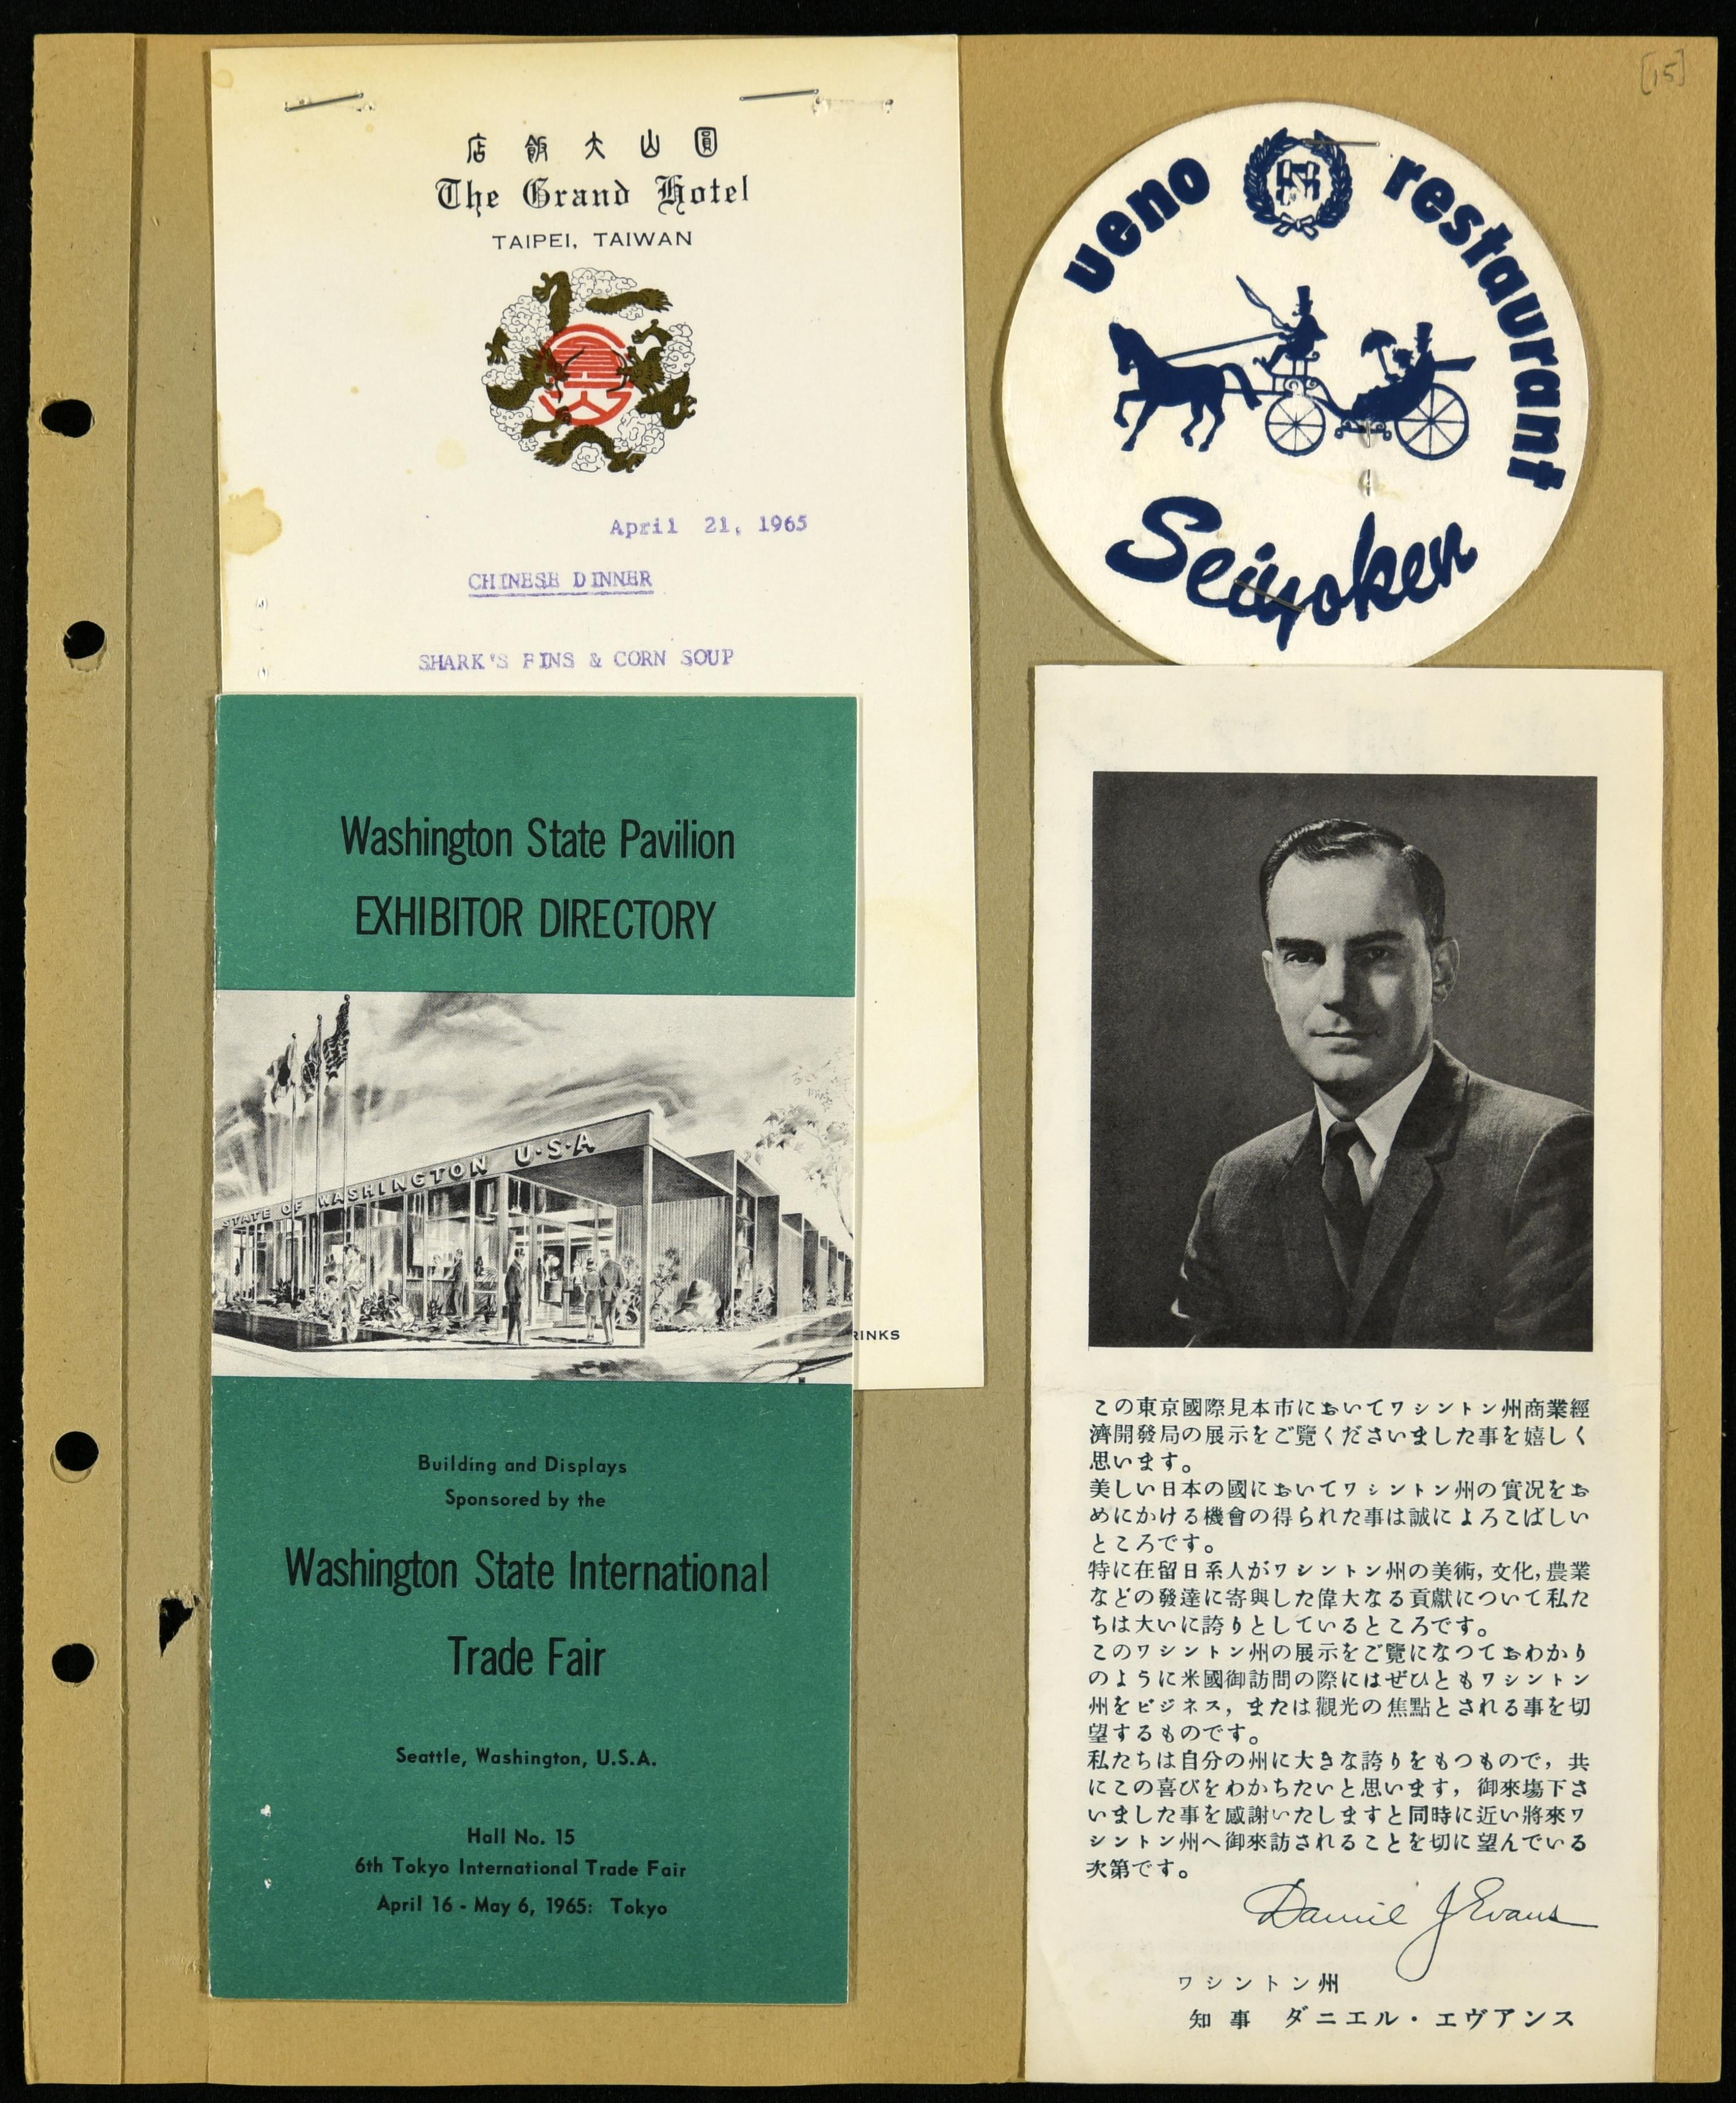 [15]
店飯大山圓
The Grand Hotel
TAIPEI, TAIWAN
April 21, 1965
CHINESE DINNER
SHARK'S FINS & CORN SOUP
RINKS
ueno restaurant
Seiyoken
Washington State Pavilion
EXHIBITOR DIRECTORY
STATE OF WASHINGTON U·S·A
Building and Displays
Sponsored by the
Washington State International
Trade Fair
Seattle, Washington, U.S.A.
Hall No. 15
6th Tokyo International Trade Fair
April 16 - May 6, 1965: Tokyo
この東京國際見本市においてワシントン州商業經
濟開發局の展示をご覽くださいました事を嬉しく
思います。
美しい日本の國においてワシントン州の實況をお
めにかける機會の得られた事は誠によろこばしい
ところです。
特に在留日系人がワシントン州の美術，文化，農業
などの發達に寄與した偉大なる貢獻について私た
ちは大いに誇りとしているところです。
このワシントン州の展示をご覽になつておわかり
のように米國御訪問の際にはぜひともワシントン
州をビジネス，または觀光の焦點とされる事を切
望するものです。
私たちは自分の州に大きな誇りをもつもので，共
にこの喜びをわかちたいと思います，御來場下さ
いました事を感謝いたしますと同時に近い將來ワ
シントン州へ御來訪されることを切に望んでいる
次第です。
Daniel J Evans
ワシントン州
知事 ダニエル・エヴアンス